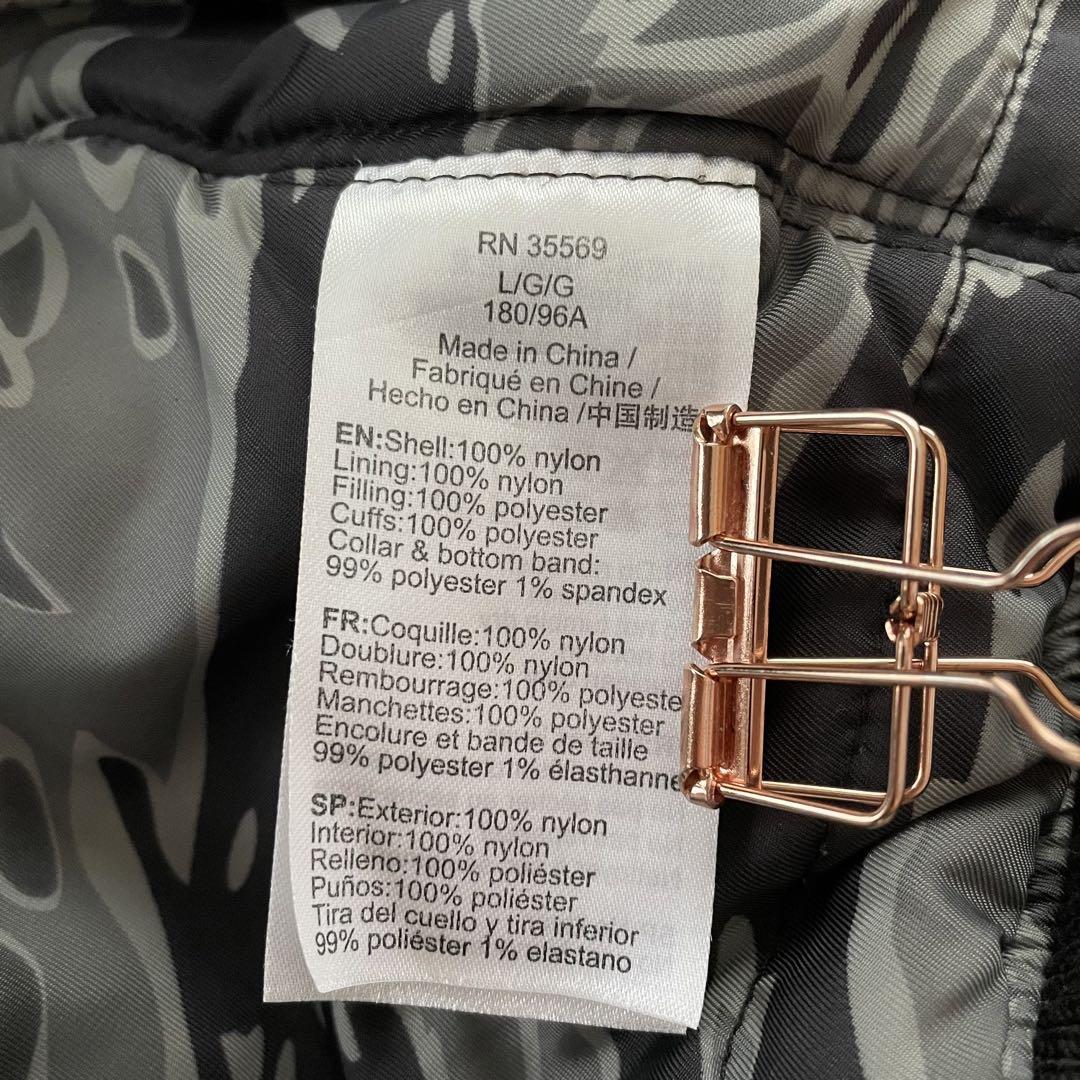 RN 35569
L/G/G
180/96A
Made in China /
Fabriqué en Chine /
Hecho en China /中国制造
EN:Shell:100% nylon
Lining:100% nylon
Filling:100% polyester
Cuffs:100% polyester
Collar & bottom band:
99% polyester 1% spandex
FR:Coquille:100% nylon
Doublure:100% nylon
Rembourrage:100% polyeste
Manchettes:100% polyester
Encolure et bande de taille
99% polyester 1% élasthanne
SP:Exterior:100% nylon
Interior:100% nylon
Relleno:100% poliéster
Puños:100% poliéster
Tira del cuello y tira inferior
99% poliéster 1% elastano